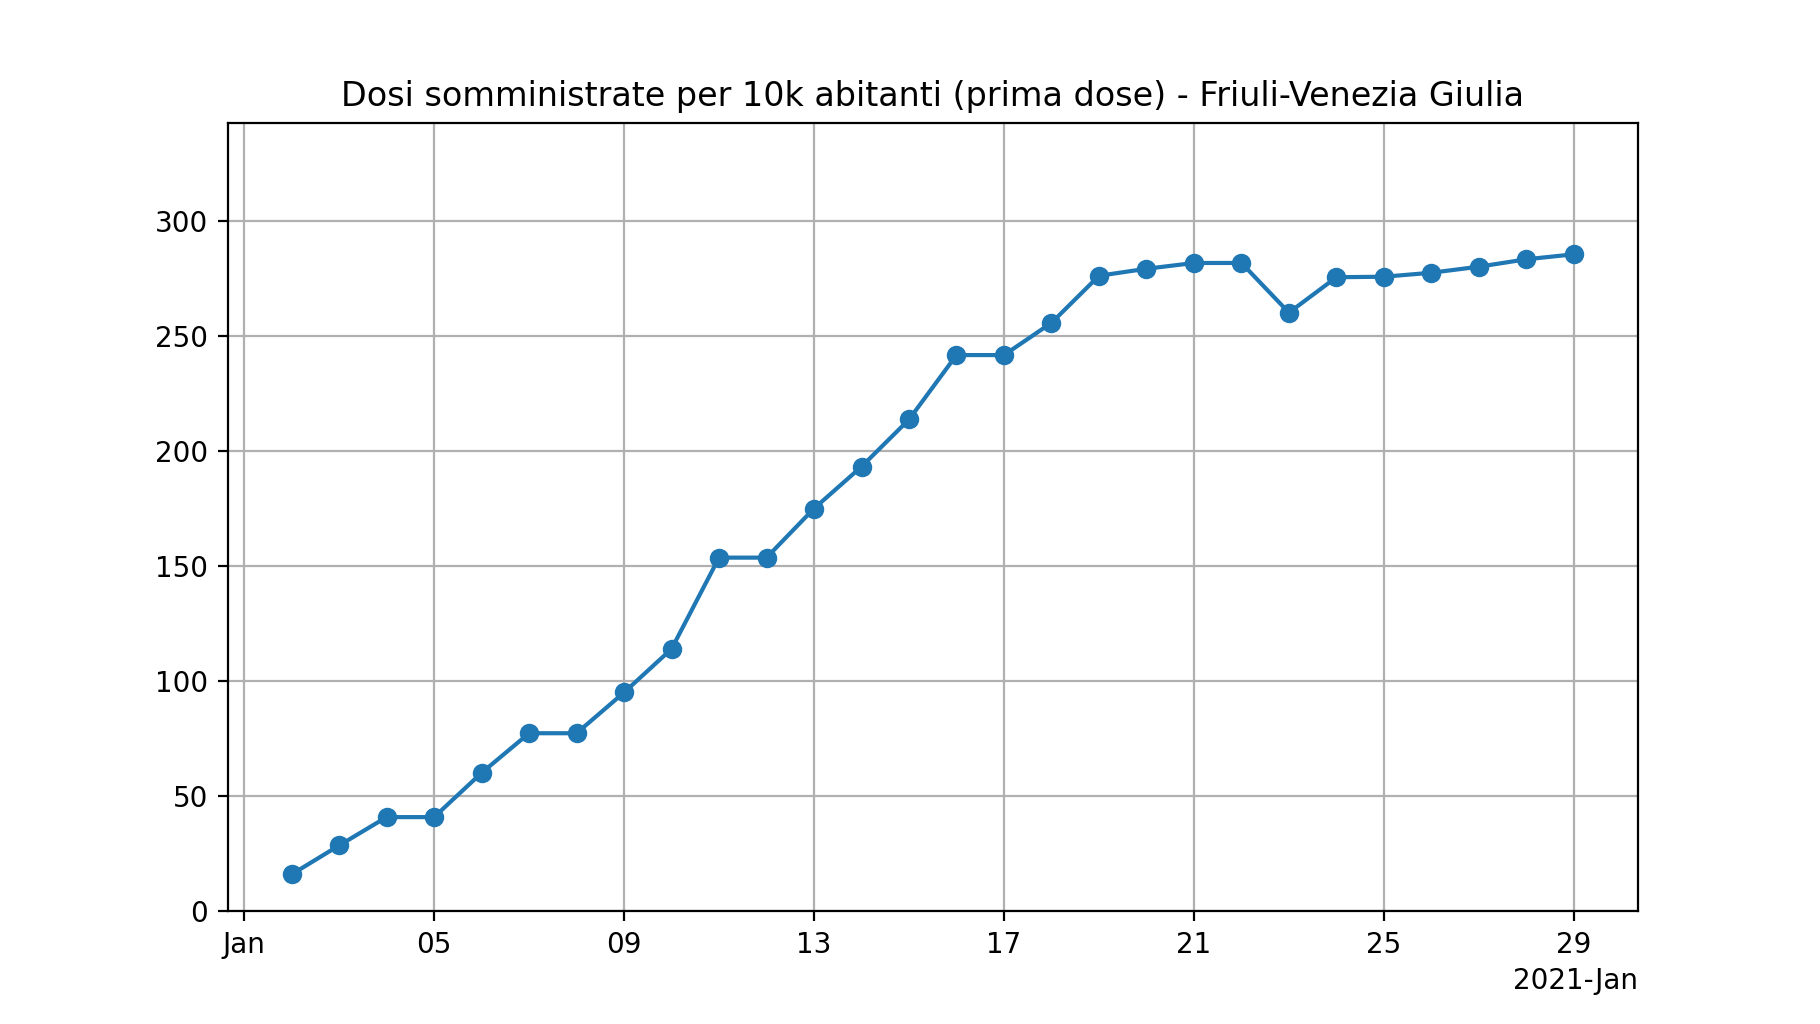 Dosi somministrate per 10k abitanti (prima dose) - Friuli-Venezia Giulia
300
250
200
150
100
50
0
Jan 05 09 13 17 21 25 29
2021-Jan